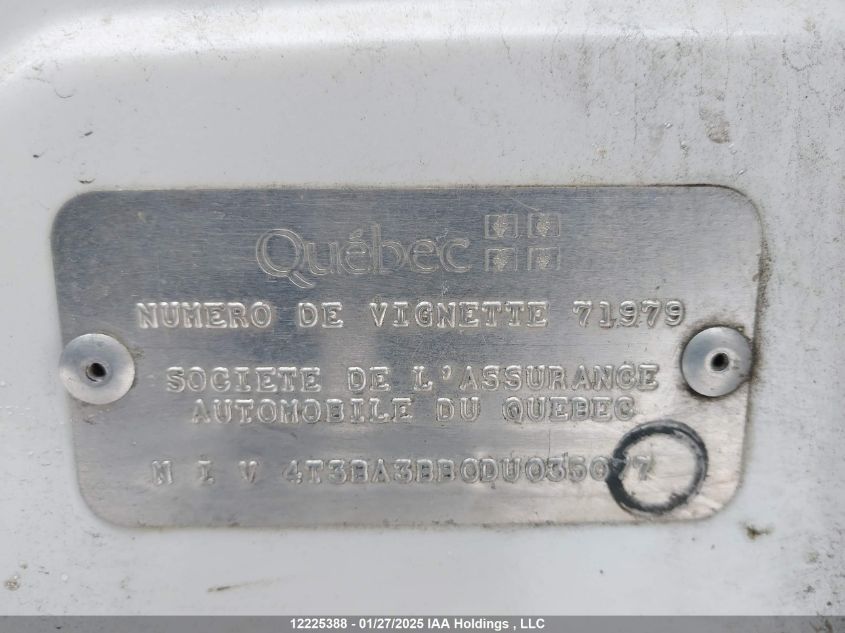 Québec
NUMERO DE VIGNETTE 71979
SOCIETE DE L'ASSURANCE
AUTOMOBILE DU QUEBEC
N I V 4T3BA3BB0DU035077
12225388 - 01/27/2025 IAA Holdings , LLC